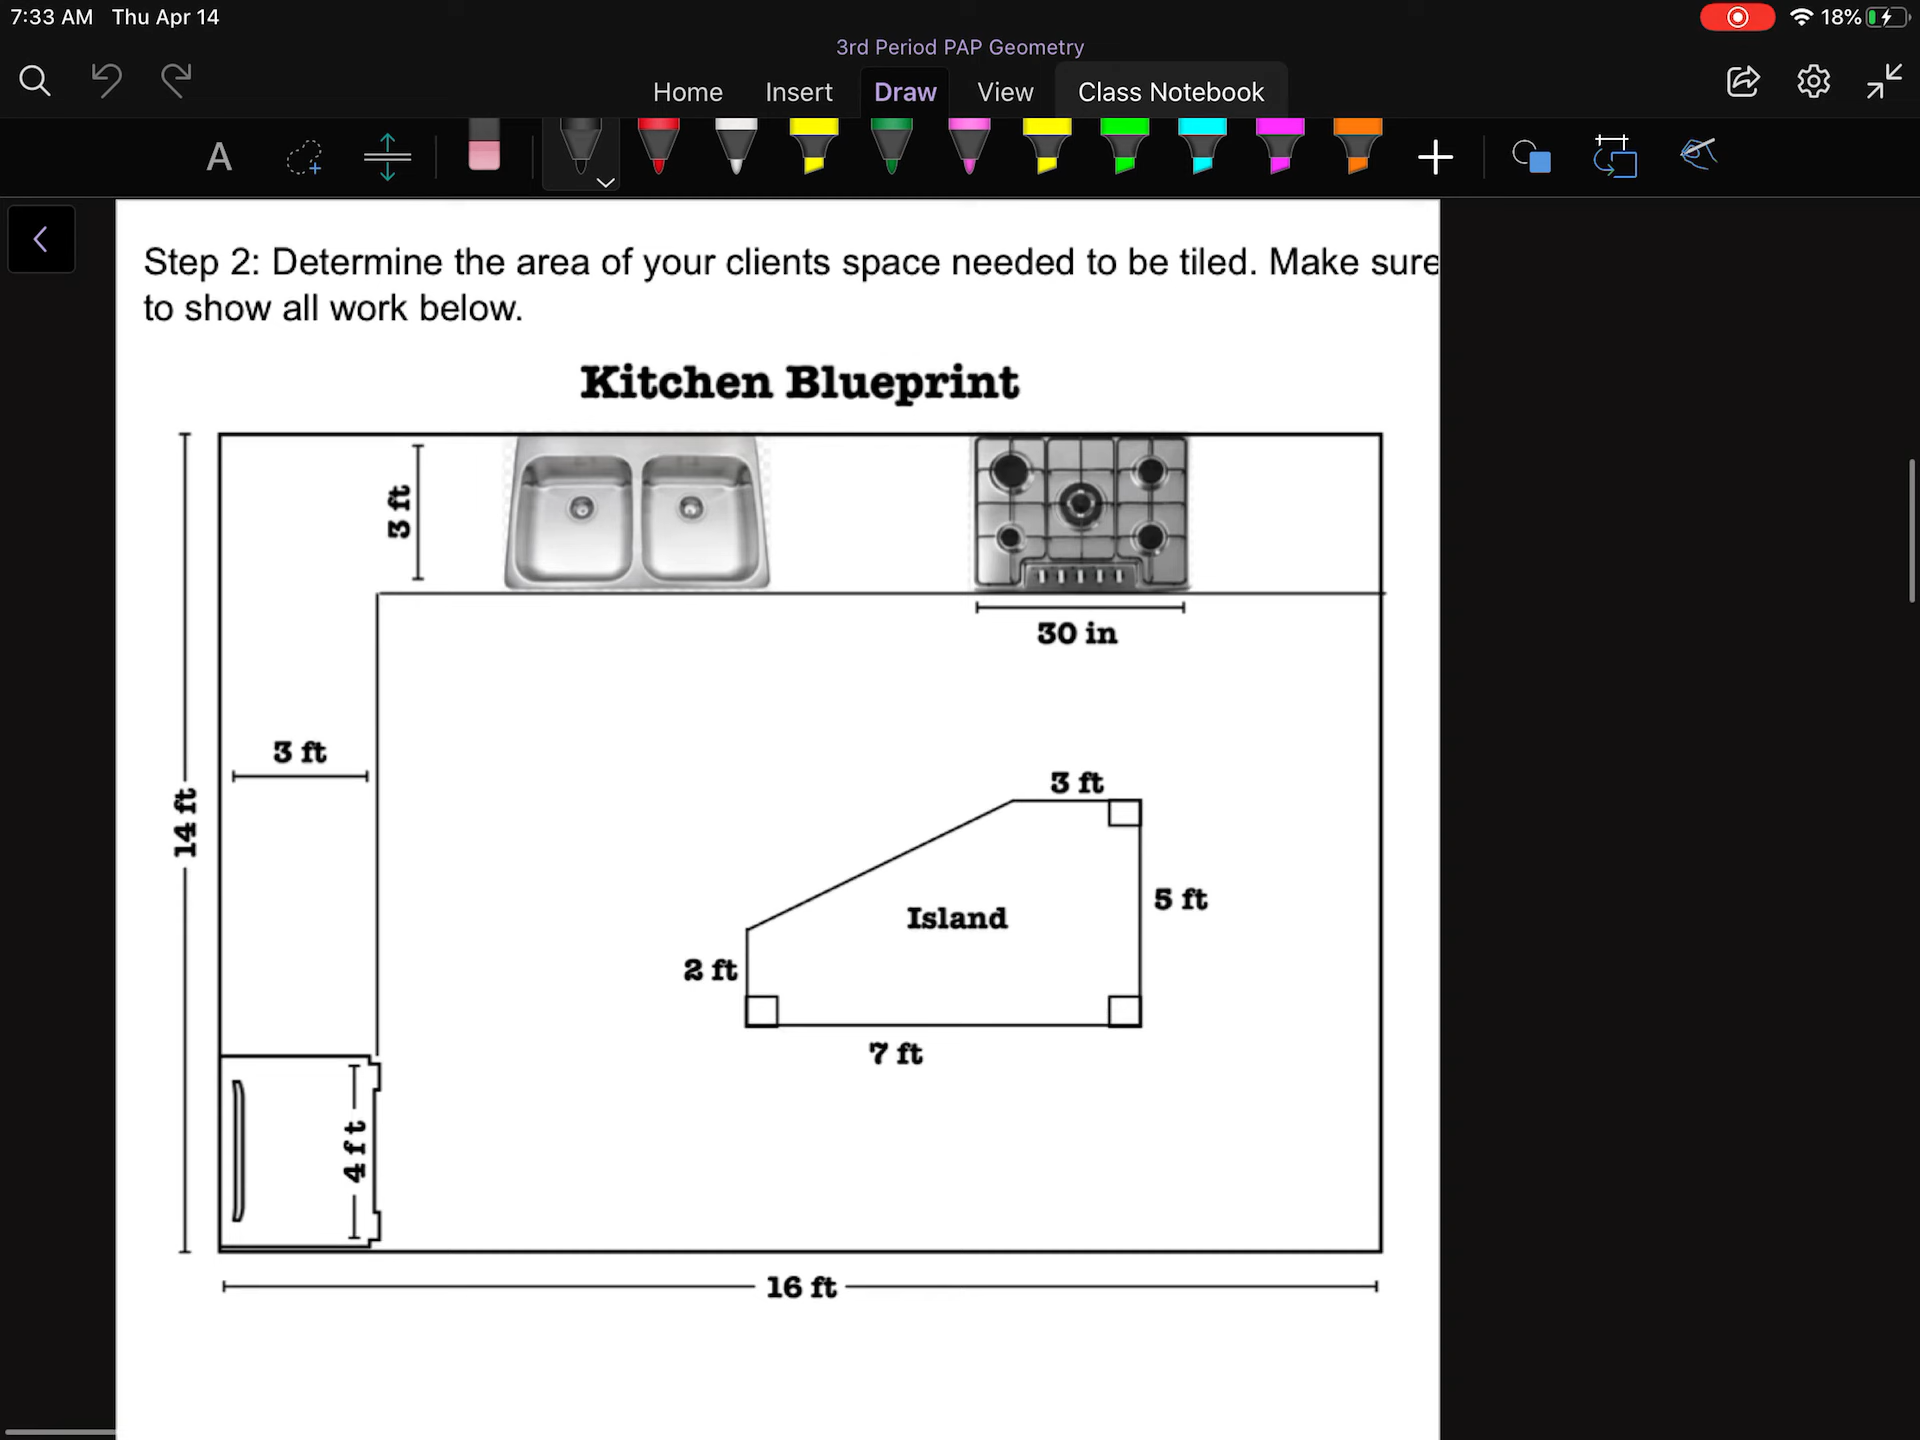 7:33 AM Thu Apr 14
18%
3rd Period PAP Geometry
Home Insert Draw View Class Notebook
A
Step 2: Determine the area of your clients space needed to be tiled. Make sure
to show all work below.
Kitchen Blueprint
3 ft
30 in
3 ft
14 ft
3 ft
5 ft
Island
2 ft
7 ft
4 ft
16 ft